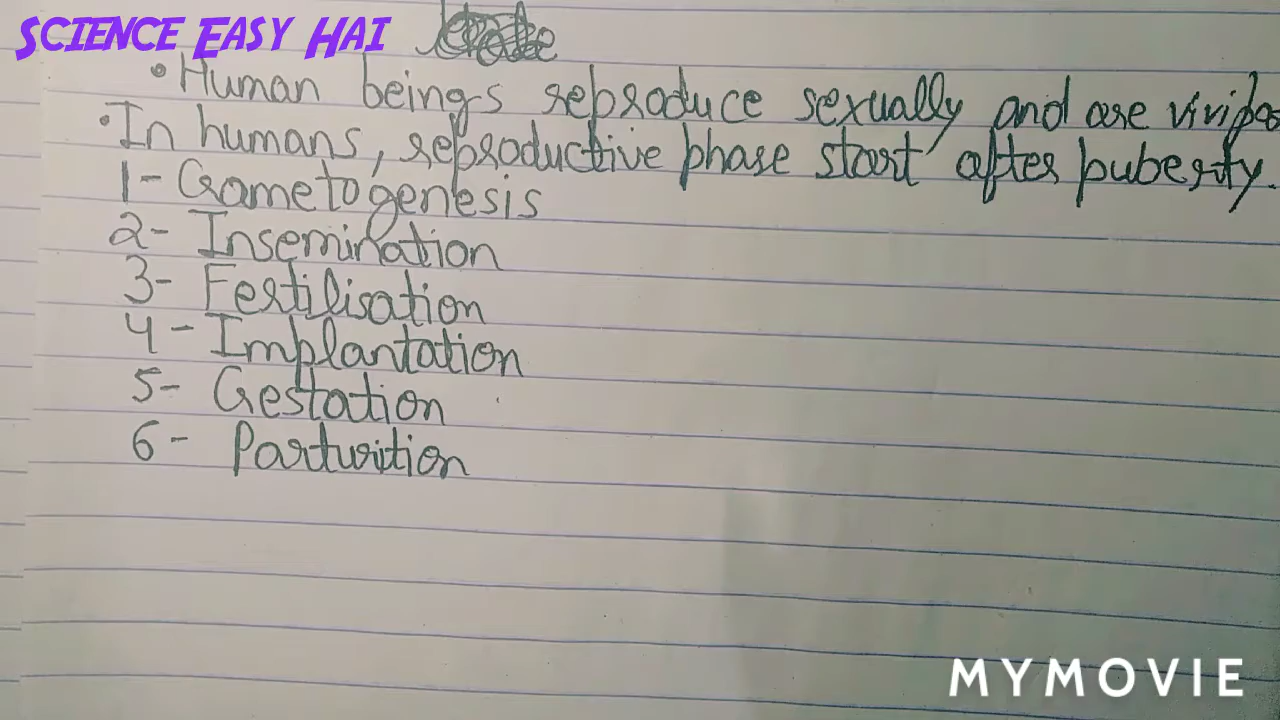 SCIENCE EASY HAI
• Human beings reproduce sexually and are
• In humans, reproductive phase start after puberty.
1- Gametogenesis
2- Insemination
3- Fertilisation
4- Implantation
5- Gestation
6- Parturition
MYMOVIE